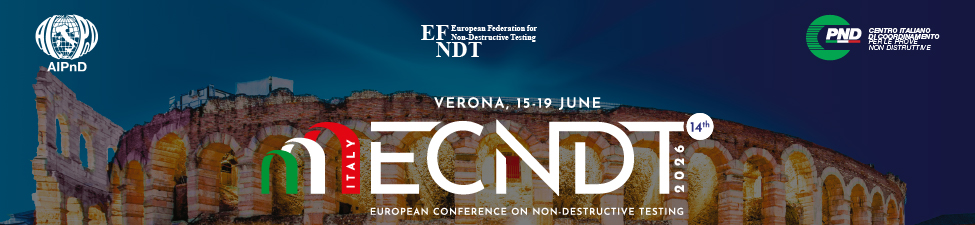 AIPnD
EF European Federation for
Non-Destructive Testing
NDT
PND
CENTRO ITALIANO
DI COORDINAMENTO
PER LE PROVE
NON DISTRUTTIVE
VERONA, 15-19 JUNE
ITALY
ECNDT
2026
14th
EUROPEAN CONFERENCE ON NON-DESTRUCTIVE TESTING